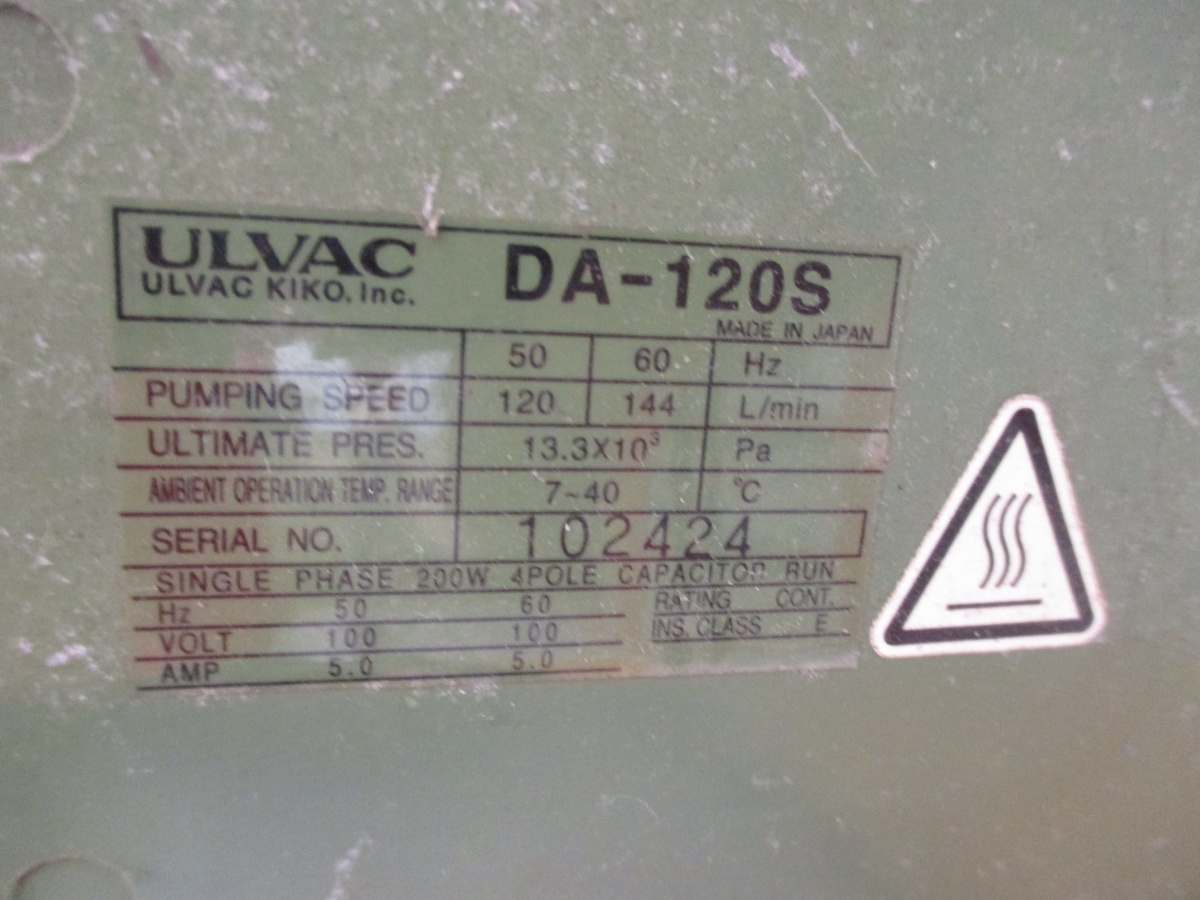 ULVAC DA-120S
ULVAC KIKO. Inc.
MADE IN JAPAN
50 60 Hz
PUMPING SPEED 120 144 L/min
ULTIMATE PRES. 13.3X10³ Pa
AMBIENT OPERATION TEMP. RANGE 7~40 °C
SERIAL NO. 102424
SINGLE PHASE 200W 4POLE CAPACITOR RUN
Hz 50 60 RATING CONT.
VOLT 100 100 INS. CLASS E
AMP 5.0 5.0